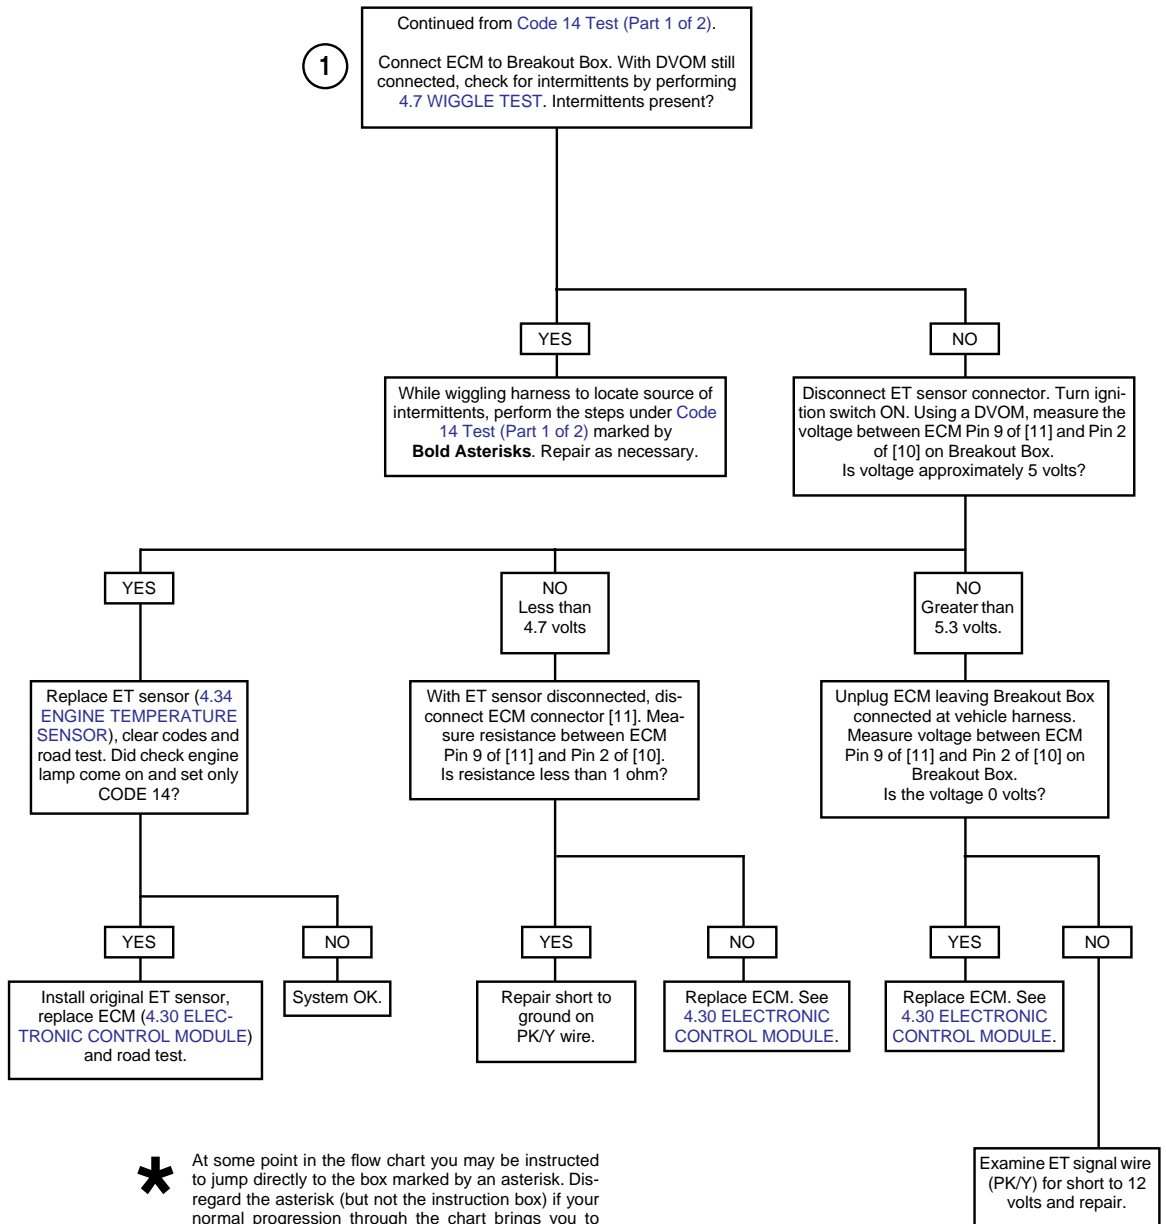 Continued from Code 14 Test (Part 1 of 2).
1
Connect ECM to Breakout Box. With DVOM still
connected, check for intermittents by performing
4.7 WIGGLE TEST. Intermittents present?
YES
NO
While wiggling harness to locate source of
intermittents, perform the steps under Code
14 Test (Part 1 of 2) marked by
Bold Asterisks. Repair as necessary.
Disconnect ET sensor connector. Turn igni-
tion switch ON. Using a DVOM, measure the
voltage between ECM Pin 9 of [11] and Pin 2
of [10] on Breakout Box.
Is voltage approximately 5 volts?
YES
NO
Less than
4.7 volts
NO
Greater than
5.3 volts.
Replace ET sensor (4.34
ENGINE TEMPERATURE
SENSOR), clear codes and
road test. Did check engine
lamp come on and set only
CODE 14?
With ET sensor disconnected, dis-
connect ECM connector [11]. Mea-
sure resistance between ECM
Pin 9 of [11] and Pin 2 of [10].
Is resistance less than 1 ohm?
Unplug ECM leaving Breakout Box
connected at vehicle harness.
Measure voltage between ECM
Pin 9 of [11] and Pin 2 of [10] on
Breakout Box.
Is the voltage 0 volts?
YES
NO
YES
NO
YES
NO
Install original ET sensor,
replace ECM (4.30 ELEC-
TRONIC CONTROL MODULE)
and road test.
System OK.
Repair short to
ground on
PK/Y wire.
Replace ECM. See
4.30 ELECTRONIC
CONTROL MODULE.
Replace ECM. See
4.30 ELECTRONIC
CONTROL MODULE.
Examine ET signal wire
(PK/Y) for short to 12
volts and repair.
* At some point in the flow chart you may be instructed
to jump directly to the box marked by an asterisk. Dis-
regard the asterisk (but not the instruction box) if your
normal progression through the chart brings you to